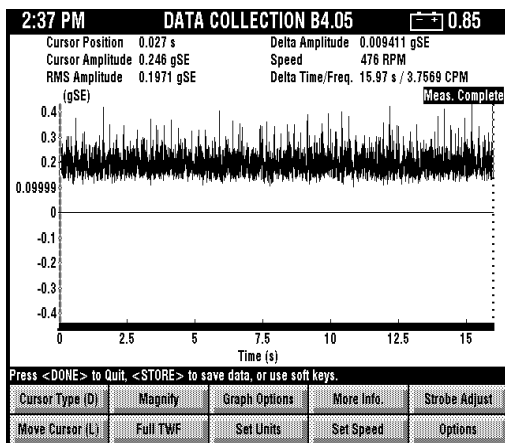 2:37 PM DATA COLLECTION B4.05 - + 0.85
Cursor Position 0.027 s Delta Amplitude 0.009411 gSE
Cursor Amplitude 0.246 gSE Speed 476 RPM
RMS Amplitude 0.1971 gSE Delta Time/Freq. 15.97 s / 3.7569 CPM
(gSE) Meas. Complete
0.4
0.3
0.2
0.09999
0
-0.1
-0.2
-0.3
-0.4
0 2.5 5 7.5 10 12.5 15
Time (s)
Press <DONE> to Quit, <STORE> to save data, or use soft keys.
Cursor Type (D) Magnify Graph Options More Info. Strobe Adjust
Move Cursor (L) Full TWF Set Units Set Speed Options